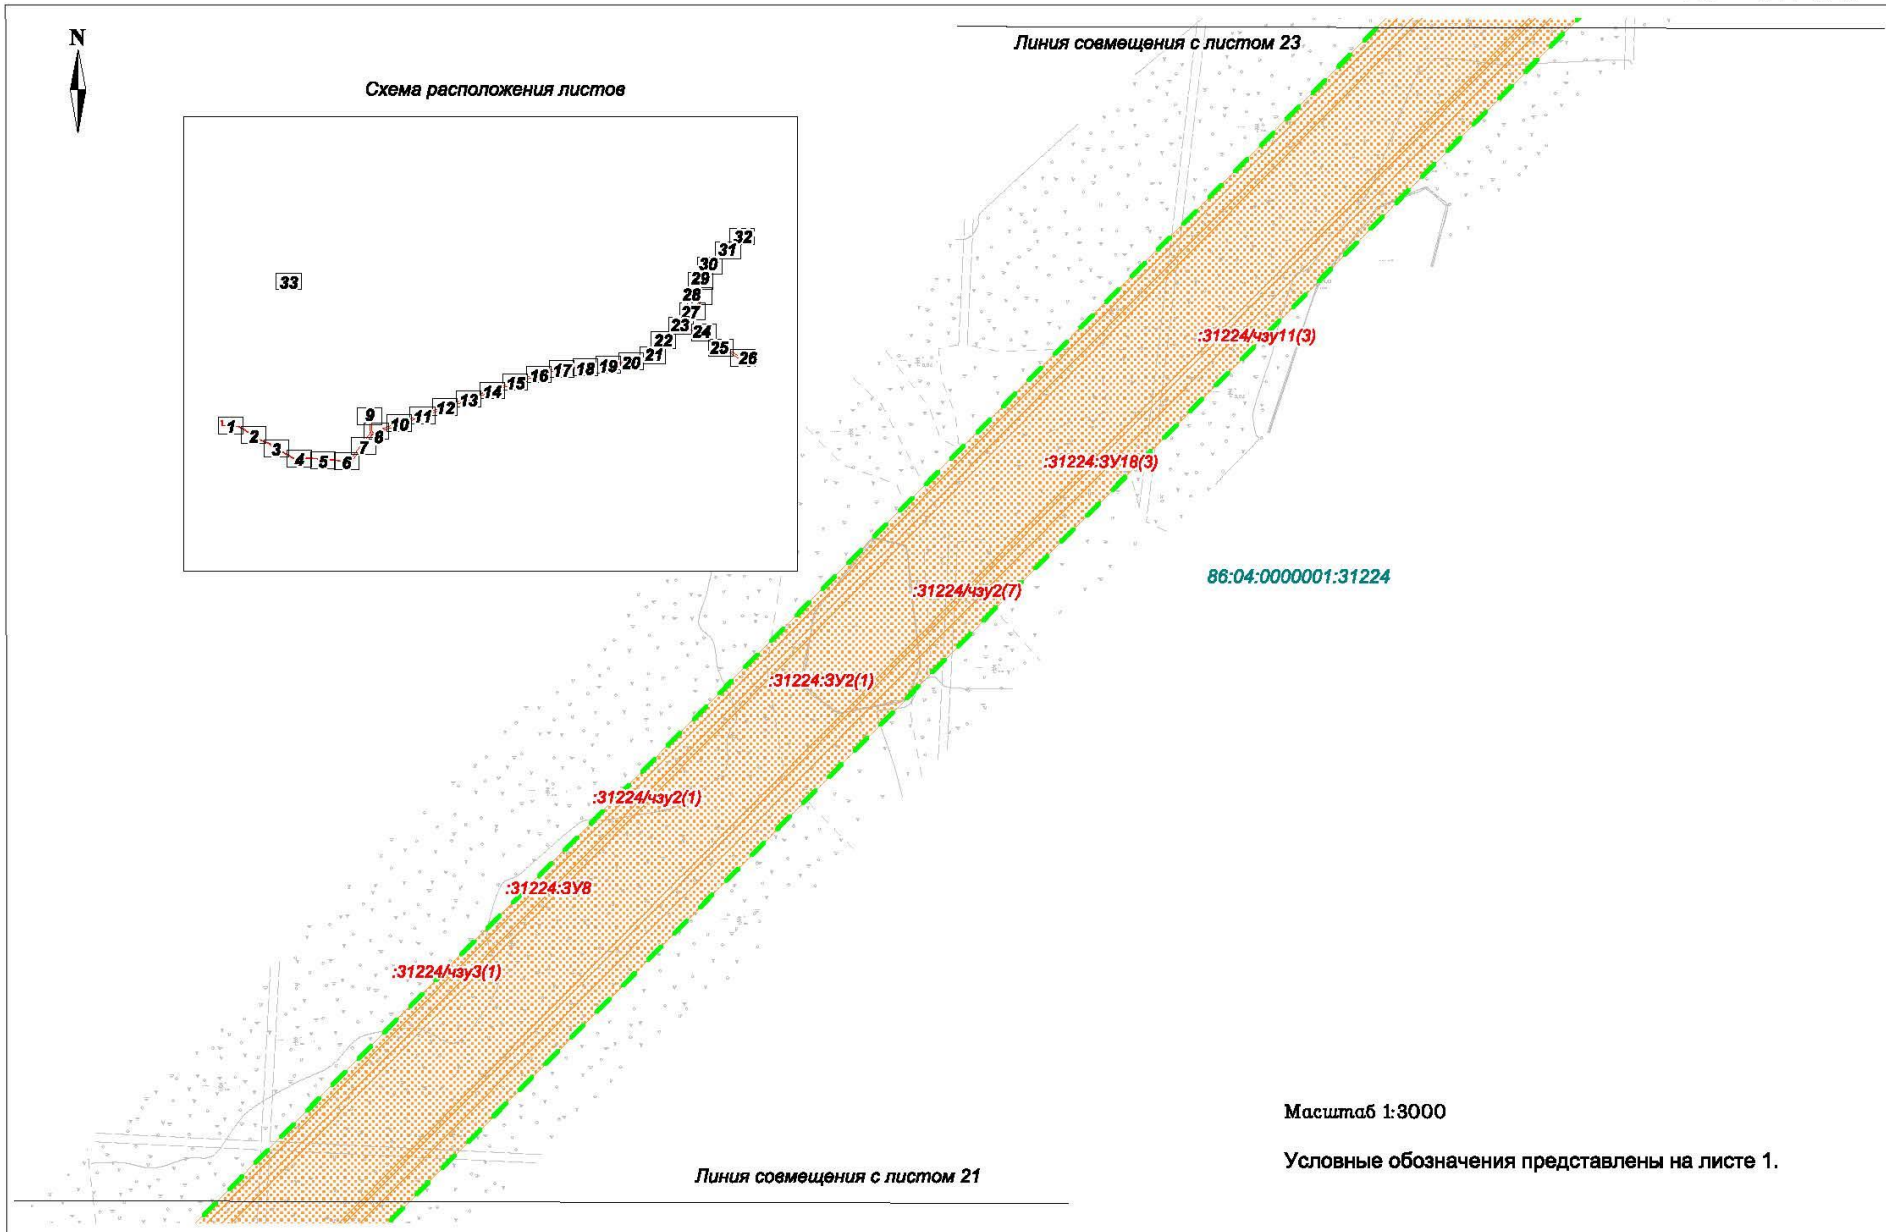 Линия совмещения с листом 23
N
Схема расположения листов
32
31
30
33
29
28
27
23
24
22
25
21
26
20
19
18
17
16
15
14
13
12
11
10
9
8
7
1
2
3
4
5
6
:31224/чзу11(3)
:31224:ЗУ18(3)
86:04:0000001:31224
:31224/чзу2(7)
:31224:ЗУ2(1)
:31224/чзу2(1)
:31224:ЗУ8
:31224/чзу3(1)
Масштаб 1:3000
Условные обозначения представлены на листе 1.
Линия совмещения с листом 21